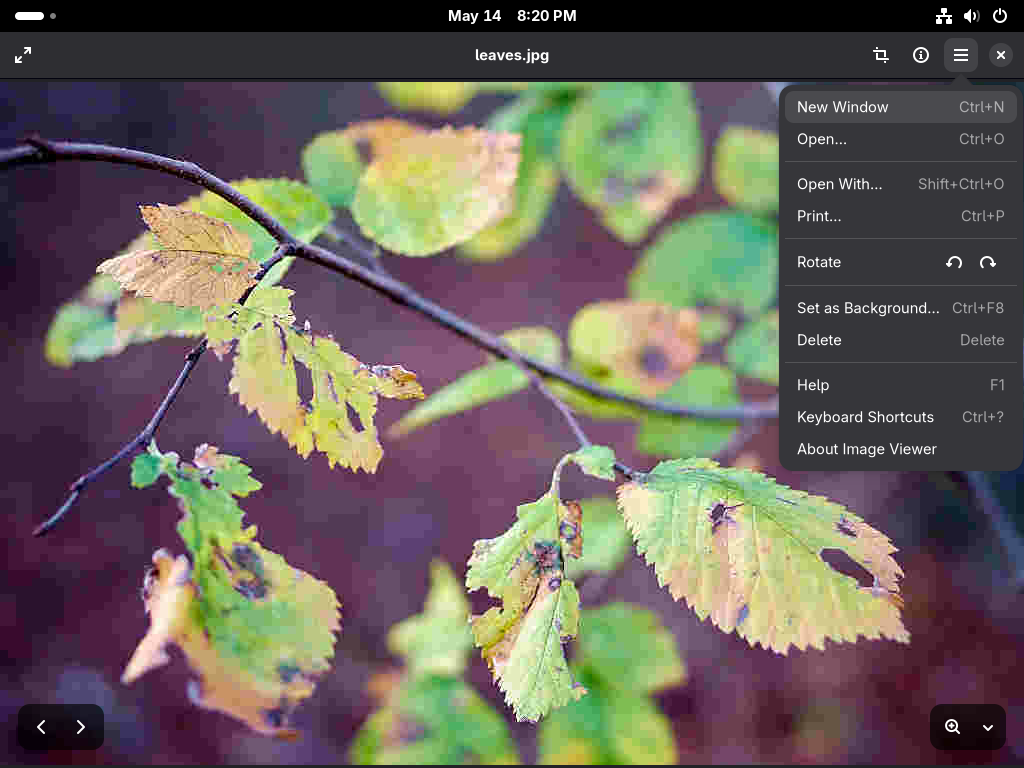 May 14 8:20 PM
leaves.jpg
New Window Ctrl+N
Open... Ctrl+O
Open With... Shift+Ctrl+O
Print... Ctrl+P
Rotate
Set as Background... Ctrl+F8
Delete Delete
Help F1
Keyboard Shortcuts Ctrl+?
About Image Viewer